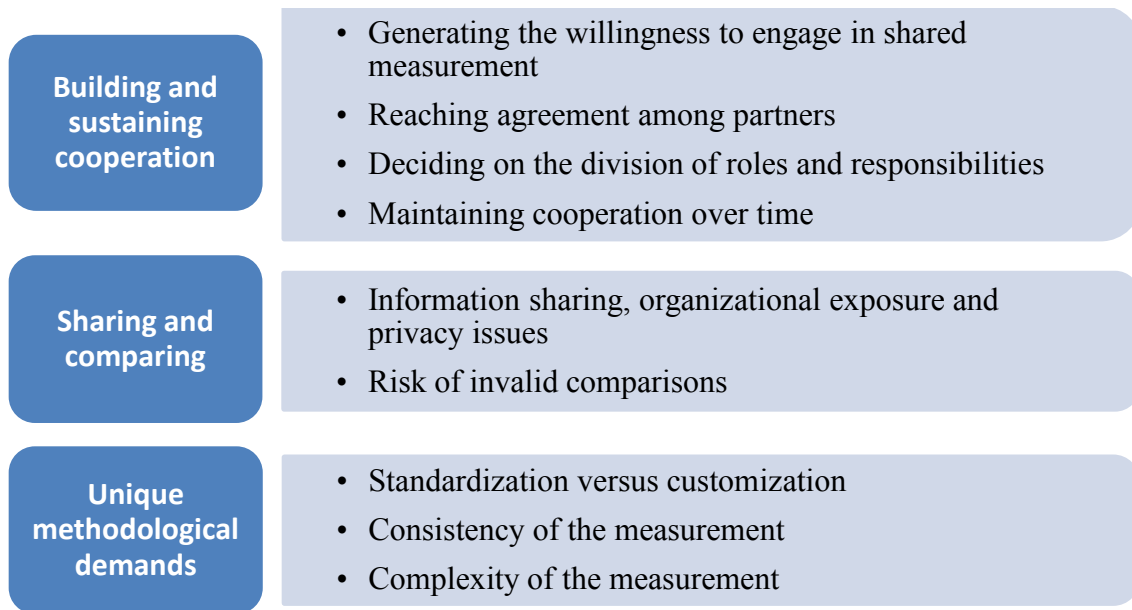 Building and
sustaining
cooperation
• Generating the willingness to engage in shared
measurement
• Reaching agreement among partners
• Deciding on the division of roles and responsibilities
• Maintaining cooperation over time
Sharing and
comparing
• Information sharing, organizational exposure and
privacy issues
• Risk of invalid comparisons
Unique
methodological
demands
• Standardization versus customization
• Consistency of the measurement
• Complexity of the measurement